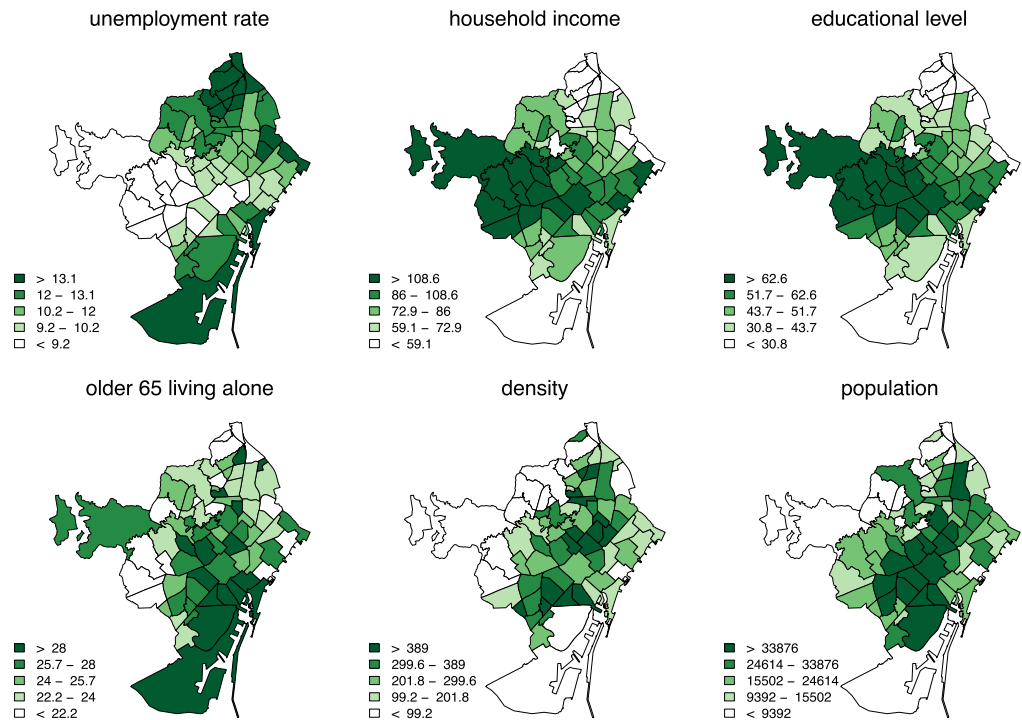 unemployment rate
household income
educational level
> 13.1
12 – 13.1
10.2 – 12
9.2 – 10.2
< 9.2
> 108.6
86 – 108.6
72.9 – 86
59.1 – 72.9
< 59.1
> 62.6
51.7 – 62.6
43.7 – 51.7
30.8 – 43.7
< 30.8
older 65 living alone
density
population
> 28
25.7 – 28
24 – 25.7
22.2 – 24
< 22.2
> 389
299.6 – 389
201.8 – 299.6
99.2 – 201.8
< 99.2
> 33876
24614 – 33876
15502 – 24614
9392 – 15502
< 9392